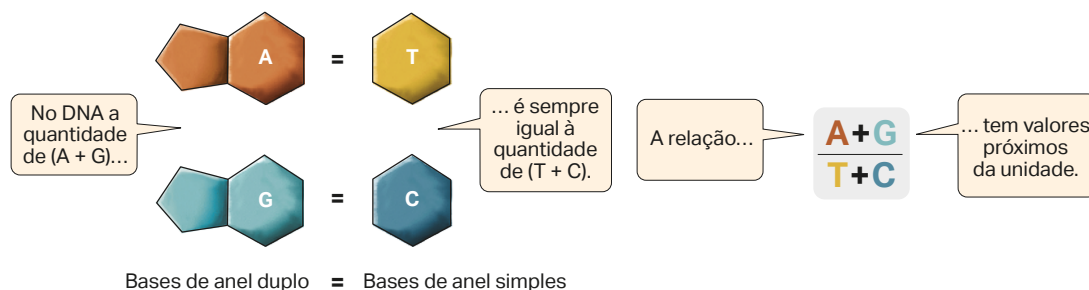 A = T
No DNA a
quantidade
de (A + G)...
... é sempre
igual à
quantidade
de (T + C).
G = C
Bases de anel duplo = Bases de anel simples
A relação...
A+G
T+C
... tem valores
próximos
da unidade.